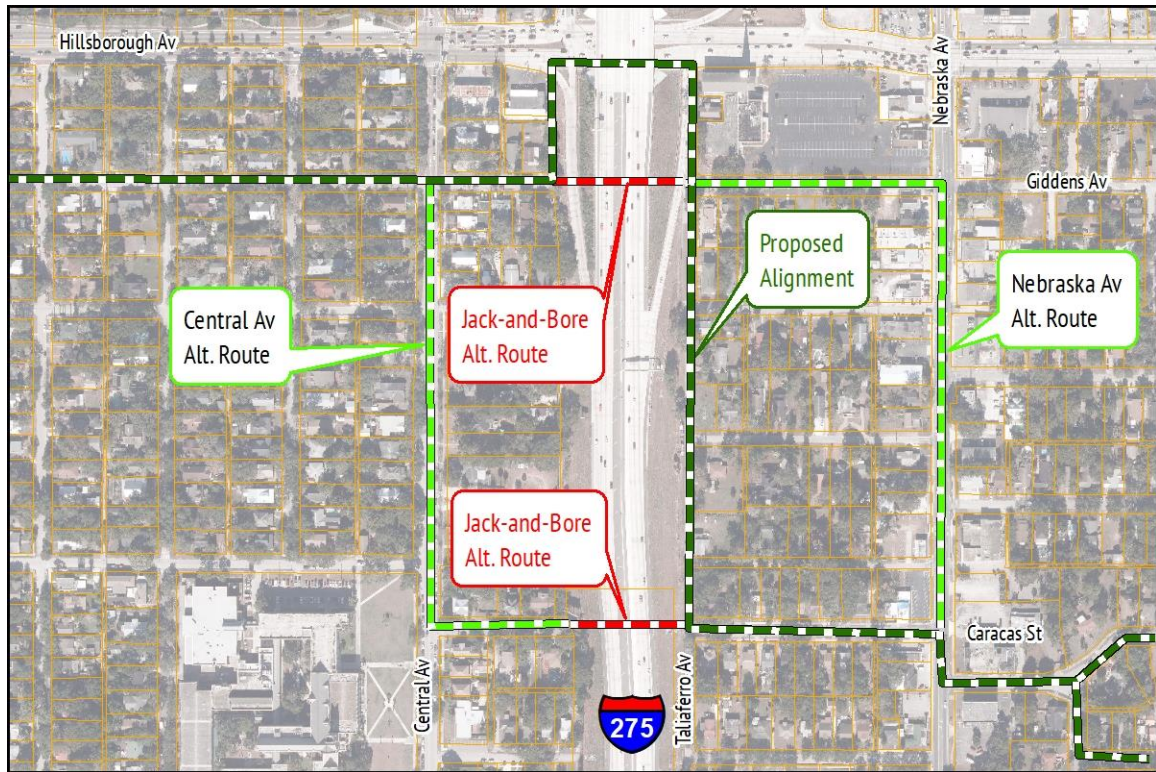 Hillsborough Av
Nebraska Av
Giddens Av
Proposed
Alignment
Nebraska Av
Alt. Route
Central Av
Alt. Route
Jack-and-Bore
Alt. Route
Jack-and-Bore
Alt. Route
Caracas St
Central Av
Taliaferro Av
275